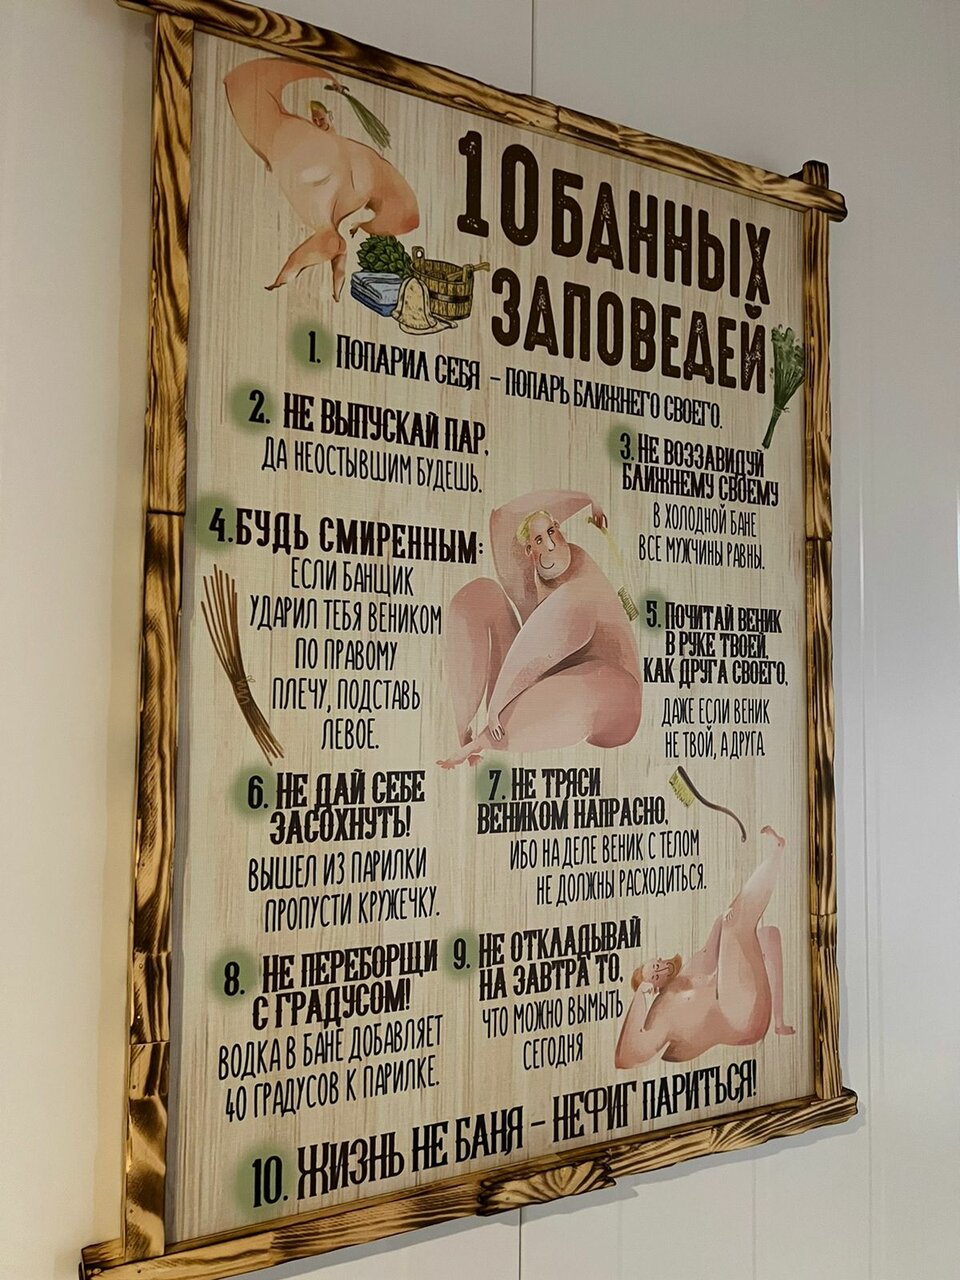 10 БАННЫХ
ЗАПОВЕДЕЙ
1. ПОПАРИЛ СЕБЯ – ПОПАРЬ БЛИЖНЕГО СВОЕГО.
2. НЕ ВЫПУСКАЙ ПАР,
ДА НЕОСТЫВШИМ БУДЕШЬ.
3. НЕ ВОЗЗАВИДУЙ
БЛИЖНЕМУ СВОЕМУ
В ХОЛОДНОЙ БАНЕ
ВСЕ МУЖЧИНЫ РАВНЫ.
4. БУДЬ СМИРЕННЫМ:
ЕСЛИ БАНЩИК
УДАРИЛ ТЕБЯ ВЕНИКОМ
ПО ПРАВОМУ
ПЛЕЧУ, ПОДСТАВЬ
ЛЕВОЕ.
5. ПОЧИТАЙ ВЕНИК
В РУКЕ ТВОЕЙ,
КАК ДРУГА СВОЕГО,
ДАЖЕ ЕСЛИ ВЕНИК
НЕ ТВОЙ, А ДРУГА
6. НЕ ДАЙ СЕБЕ
ЗАСОХНУТЬ!
ВЫШЕЛ ИЗ ПАРИЛКИ
ПРОПУСТИ КРУЖЕЧКУ.
7. НЕ ТРЯСИ
ВЕНИКОМ НАПРАСНО,
ИБО НА ДЕЛЕ ВЕНИК С ТЕЛОМ
НЕ ДОЛЖНЫ РАСХОДИТЬСЯ.
8. НЕ ПЕРЕБОРЩИ
С ГРАДУСОМ!
ВОДКА В БАНЕ ДОБАВЛЯЕТ
40 ГРАДУСОВ К ПАРИЛКЕ.
9. НЕ ОТКЛАДЫВАЙ
НА ЗАВТРА ТО,
ЧТО МОЖНО ВЫМЫТЬ
СЕГОДНЯ
10. ЖИЗНЬ НЕ БАНЯ – НЕФИГ ПАРИТЬСЯ!